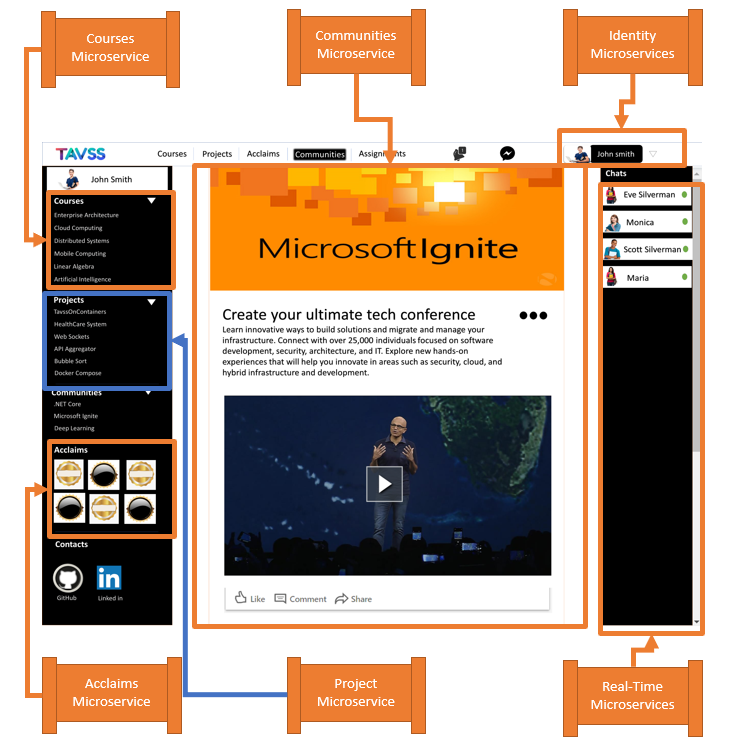 Courses
Microservice
Communities
Microservice
Identity
Microservices
TAVSS
Courses
Projects
Acclaims
Communities
Assignments
John smith
John Smith
Courses
Enterprise Architecture
Cloud Computing
Distributed Systems
Mobile Computing
Linear Algebra
Artificial Intelligence
Projects
TavssOnContainers
HealthCare System
Web Sockets
API Aggregator
Bubble Sort
Docker Compose
Communities
.NET Core
Microsoft Ignite
Deep Learning
Acclaims
Contacts
GitHub
in
Linked in
MicrosoftIgnite
Create your ultimate tech conference
Learn innovative ways to build solutions and migrate and manage your
infrastructure. Connect with over 25,000 individuals focused on software
development, security, architecture, and IT. Explore new hands-on
experiences that will help you innovate in areas such as security, cloud, and
hybrid infrastructure and development.
Like
Comment
Share
Chats
Eve Silverman
Monica
Scott Silverman
Maria
Acclaims
Microservice
Project
Microservice
Real-Time
Microservices